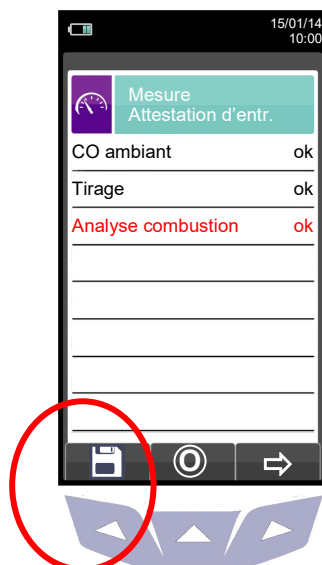 15/01/14
10:00
Mesure
Attestation d'entr.
CO ambiant ok
Tirage ok
Analyse combustion ok
O